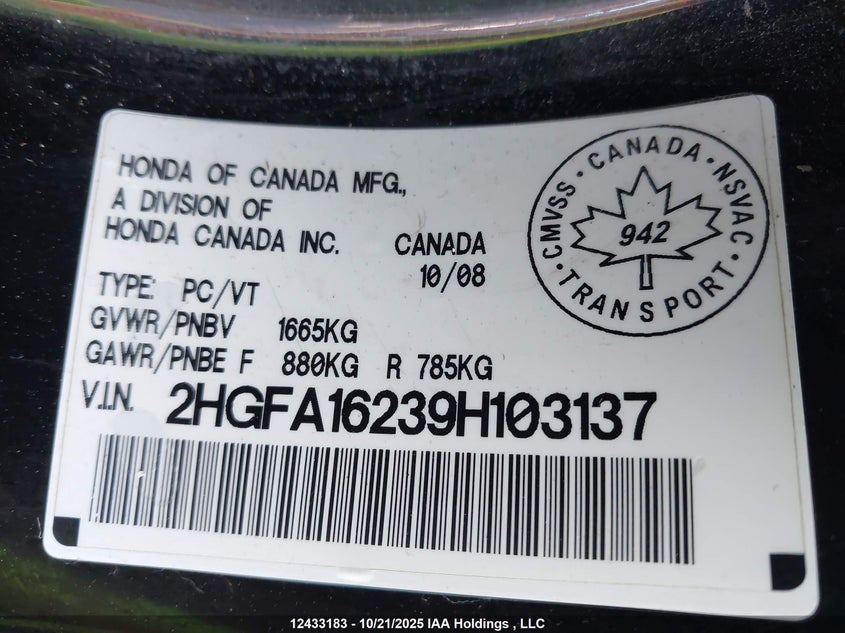 HONDA OF CANADA MFG.,
A DIVISION OF
HONDA CANADA INC. CANADA
10/08
TYPE: PC/VT
GVWR/PNBV 1665KG
GAWR/PNBE F 880KG R 785KG
V.I.N. 2HGFA16239H103137
CMVSS · CANADA · NSVAC · TRANSPORT ·
942
12433183 - 10/21/2025 IAA Holdings , LLC